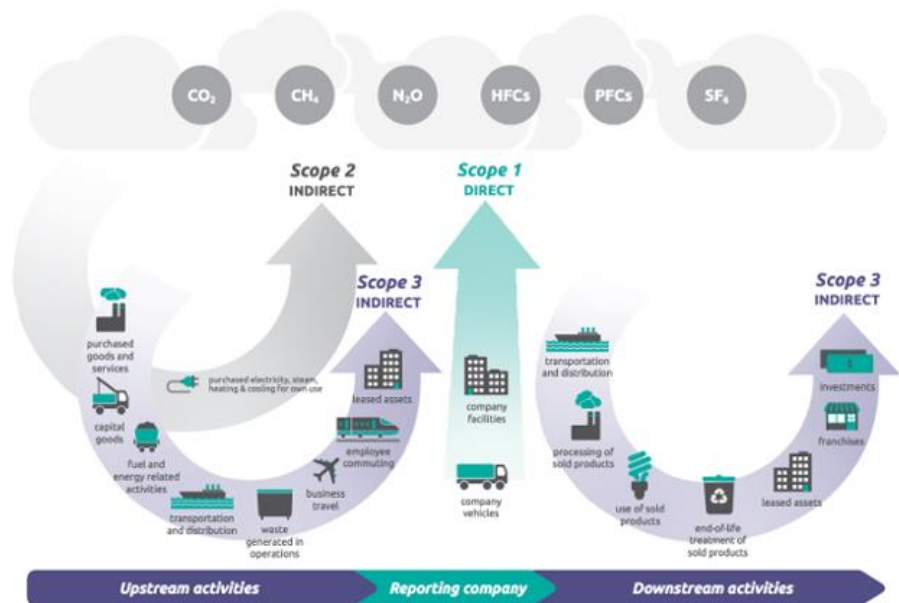 CO₂ CH₄ N₂O HFCs PFCs SF₆
Scope 2
INDIRECT
Scope 1
DIRECT
Scope 3
INDIRECT
Scope 3
INDIRECT
purchased
goods and
services
capital
goods
fuel and
energy related
activities
transportation
and distribution
waste
generated in
operations
business
travel
employee
commuting
leased assets
purchased electricity, steam,
heating & cooling for own use
company
facilities
company
vehicles
transportation
and distribution
processing of
sold products
use of sold
products
end-of-life
treatment of
sold products
leased assets
franchises
investments
$
Upstream activities
Reporting company
Downstream activities